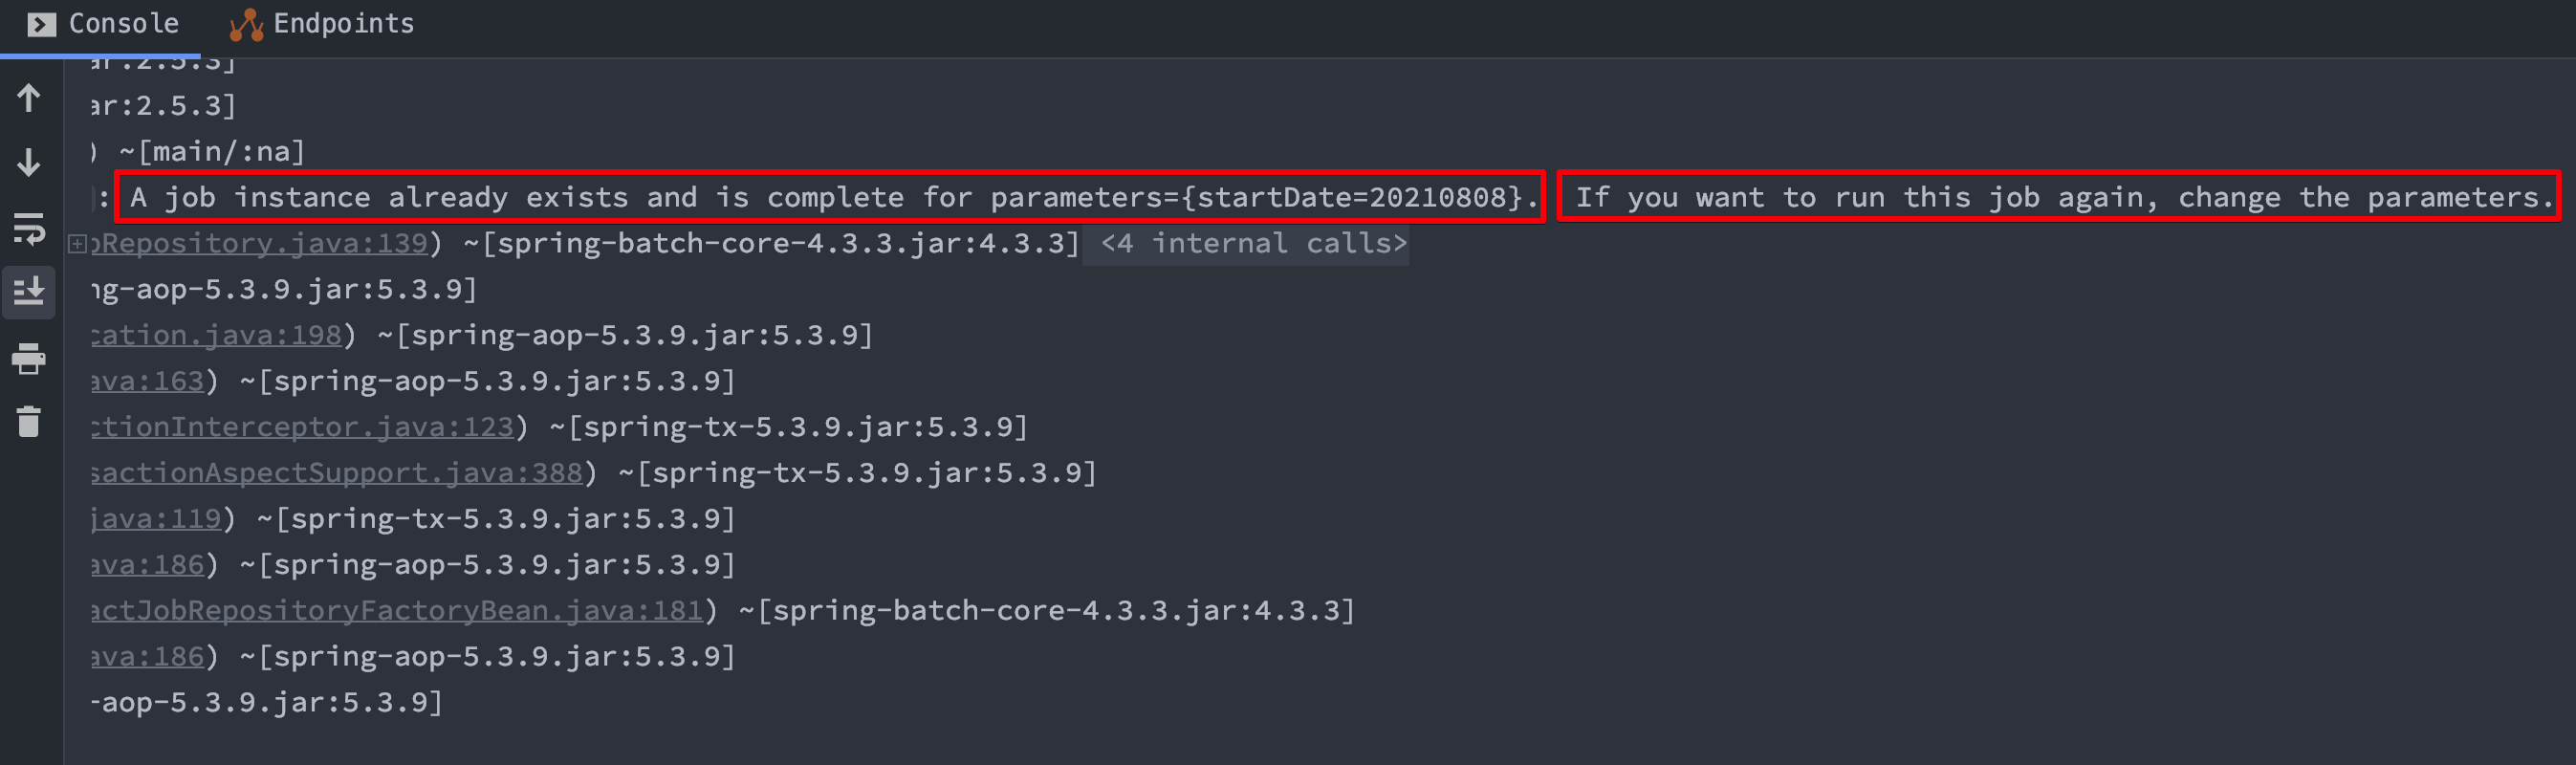 Console Endpoints
ar:2.5.3]
ar:2.5.3]
) ~[main/:na]
: A job instance already exists and is complete for parameters={startDate=20210808}. If you want to run this job again, change the parameters.
pRepository.java:139) ~[spring-batch-core-4.3.3.jar:4.3.3] <4 internal calls>
ng-aop-5.3.9.jar:5.3.9]
cation.java:198) ~[spring-aop-5.3.9.jar:5.3.9]
ava:163) ~[spring-aop-5.3.9.jar:5.3.9]
ctionInterceptor.java:123) ~[spring-tx-5.3.9.jar:5.3.9]
sactionAspectSupport.java:388) ~[spring-tx-5.3.9.jar:5.3.9]
java:119) ~[spring-tx-5.3.9.jar:5.3.9]
ava:186) ~[spring-aop-5.3.9.jar:5.3.9]
actJobRepositoryFactoryBean.java:181) ~[spring-batch-core-4.3.3.jar:4.3.3]
ava:186) ~[spring-aop-5.3.9.jar:5.3.9]
-aop-5.3.9.jar:5.3.9]